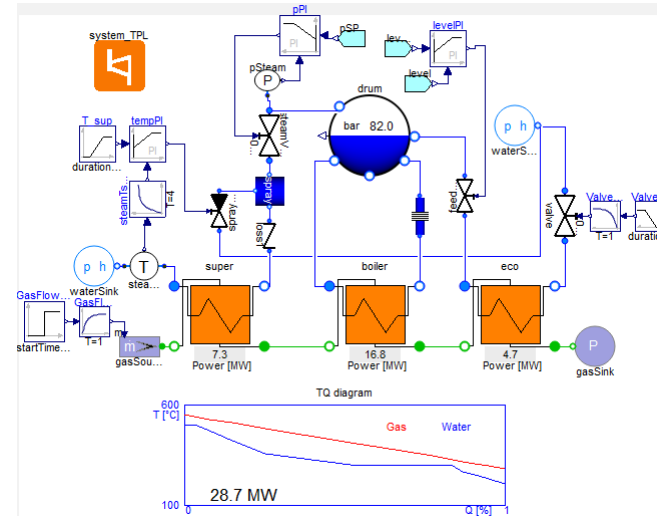 system_TPL
pPI
PI
pSP
lev...
levelPI
PI
level
pSteam
P
drum
bar 82.0
steamV...
0...
T_sup
tempPI
PI
duration...
steamTs...
T=4
spray...
spray
loss...
feed...
p h
waterS...
valve
0...
Valve...
T=1
Valve...
duratio...
p h
waterSink
T
stea...
super
boiler
eco
GasFlow...
startTime...
GasFl...
T=1
m
m
gasSou...
7.3
Power [MW]
16.8
Power [MW]
4.7
Power [MW]
P
gasSink
TQ diagram
600
T [°C]
Gas
Water
28.7 MW
100
0
Q [%]
1